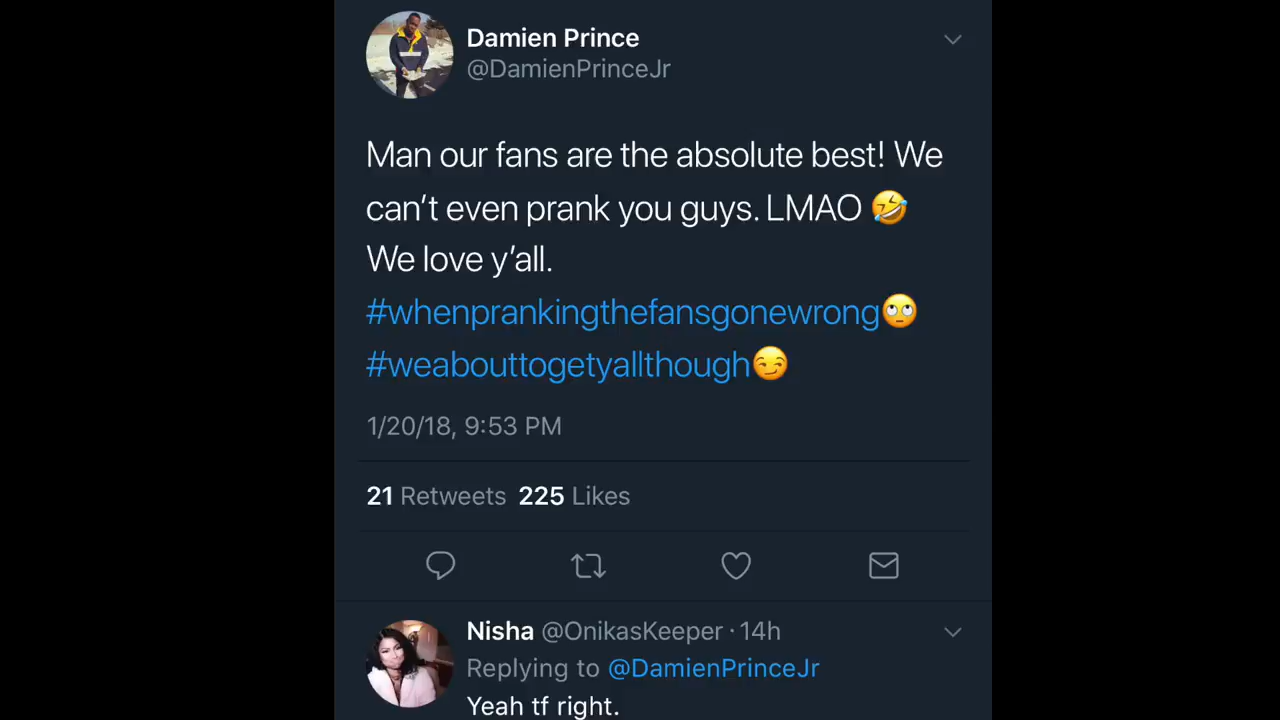 Damien Prince
@DamienPrinceJr
Man our fans are the absolute best! We
can’t even prank you guys. LMAO 🤣
We love y’all.
#whenprankingthefansgonewrong🙄
#weabouttogetyallthough😏
1/20/18, 9:53 PM
21 Retweets 225 Likes
Nisha @OnikasKeeper · 14h
Replying to @DamienPrinceJr
Yeah tf right.